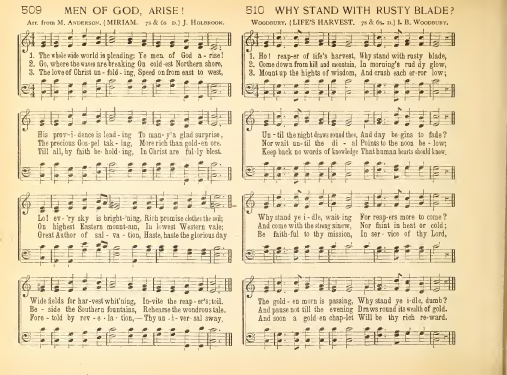 509 MEN OF GOD, ARISE!
Arr. from M. ANDERSON. (MIRIAM. 7s & 6s D.) J. HOLBROOK.
1. The whole wide world is pleading: Ye men of God a - rise!
2. Go, where the waves are breaking On cold - est Northern shore,
3. The love of Christ un - fold - ing, Speed on from east to west,
His prov - i - dence is lead - ing To man - y a glad surprise,
The precious Gos - pel tak - ing, More rich than gold - en ore.
Till all, by faith be - hold - ing, In Christ are ful - ly blest.
Lo! ev - 'ry sky is bright - 'ning, Rich promise clothes the soil;
On highest Eastern mount - ain, In lowest Western vale;
Great Author of sal - va - tion, Haste, haste the glorious day
Wide fields for har - vest whit'ning, In - vite the reap - er's toil.
Be - side the Southern fountains, Rehearse the wondrous tale.
Fore - told by rev - e - la - tion, Thy un - i - ver - sal sway.
510 WHY STAND WITH RUSTY BLADE?
WOODBURY. (LIFE'S HARVEST. 7s & 6s. D.) I. B. WOODBURY.
1. Ho! reap - er of life's harvest, Why stand with rusty blade,
2. Come down from hill and mountain, In morning's rud - dy glow,
3. Mount up the hights of wisdom, And crush each er - ror low;
Un - til the night draws round thee, And day be - gins to fade?
Nor wait un - til the di - al Points to the noon be - low;
Keep back no words of knowledge That human hearts should know,
Why stand ye i - dle, wait - ing For reap - ers more to come?
And come with the strong sinew, Nor faint in heat or cold;
Be faith - ful to thy mission, In ser - vice of thy Lord,
The gold - en morn is passing, Why stand ye i - dle, dumb?
And pause not till the evening Draws round its wealth of gold.
And soon a gold - en chap - let Will be thy rich re - ward.